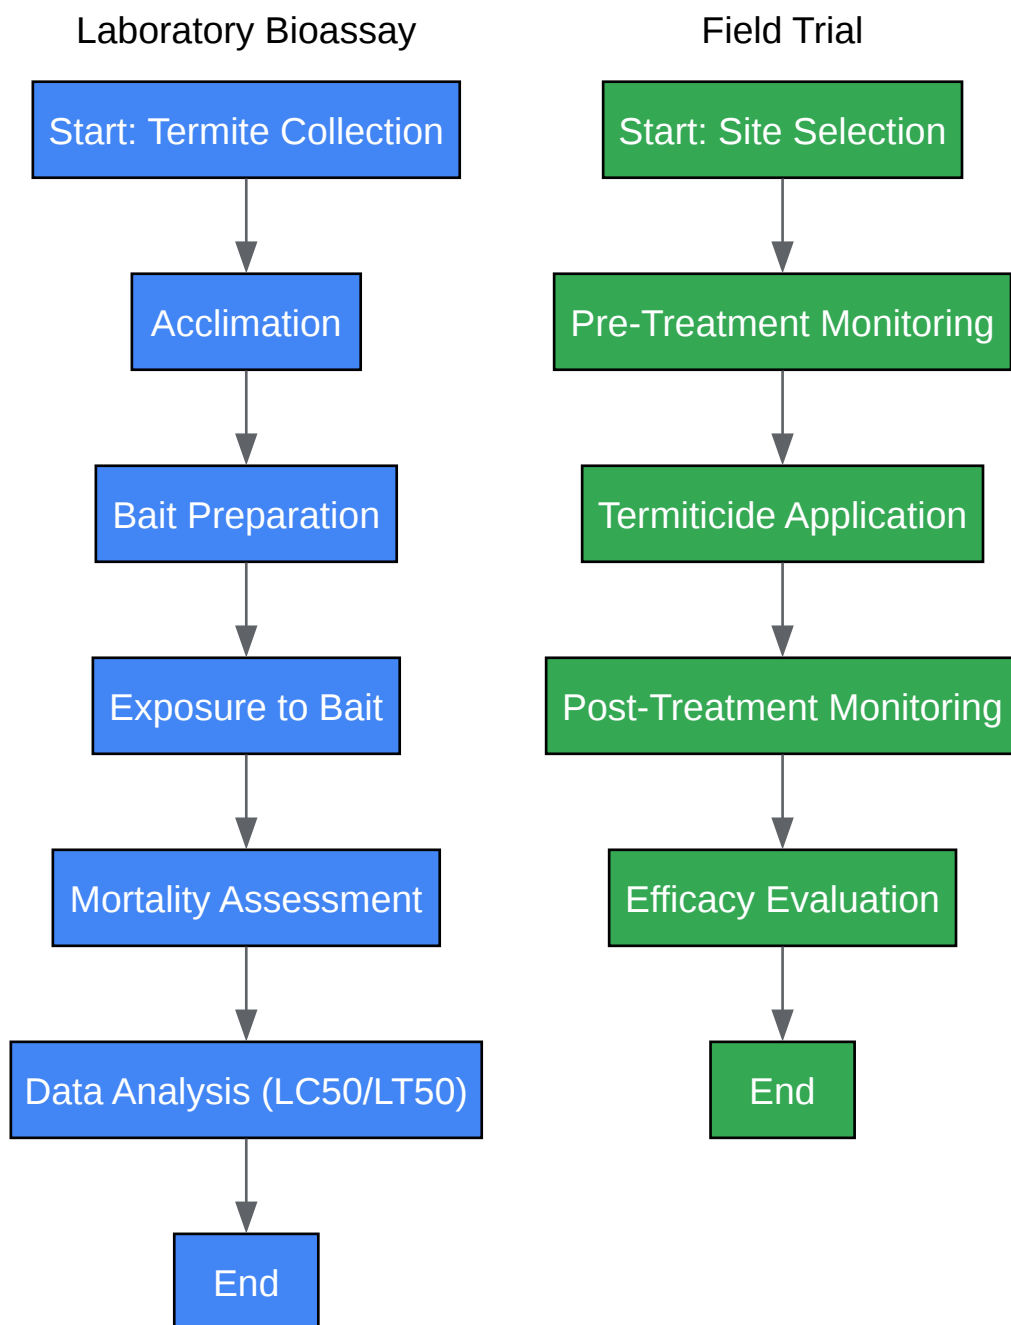 Laboratory Bioassay
Start: Termite Collection
Acclimation
Bait Preparation
Exposure to Bait
Mortality Assessment
Data Analysis (LC50/LT50)
End
Field Trial
Start: Site Selection
Pre-Treatment Monitoring
Termiticide Application
Post-Treatment Monitoring
Efficacy Evaluation
End